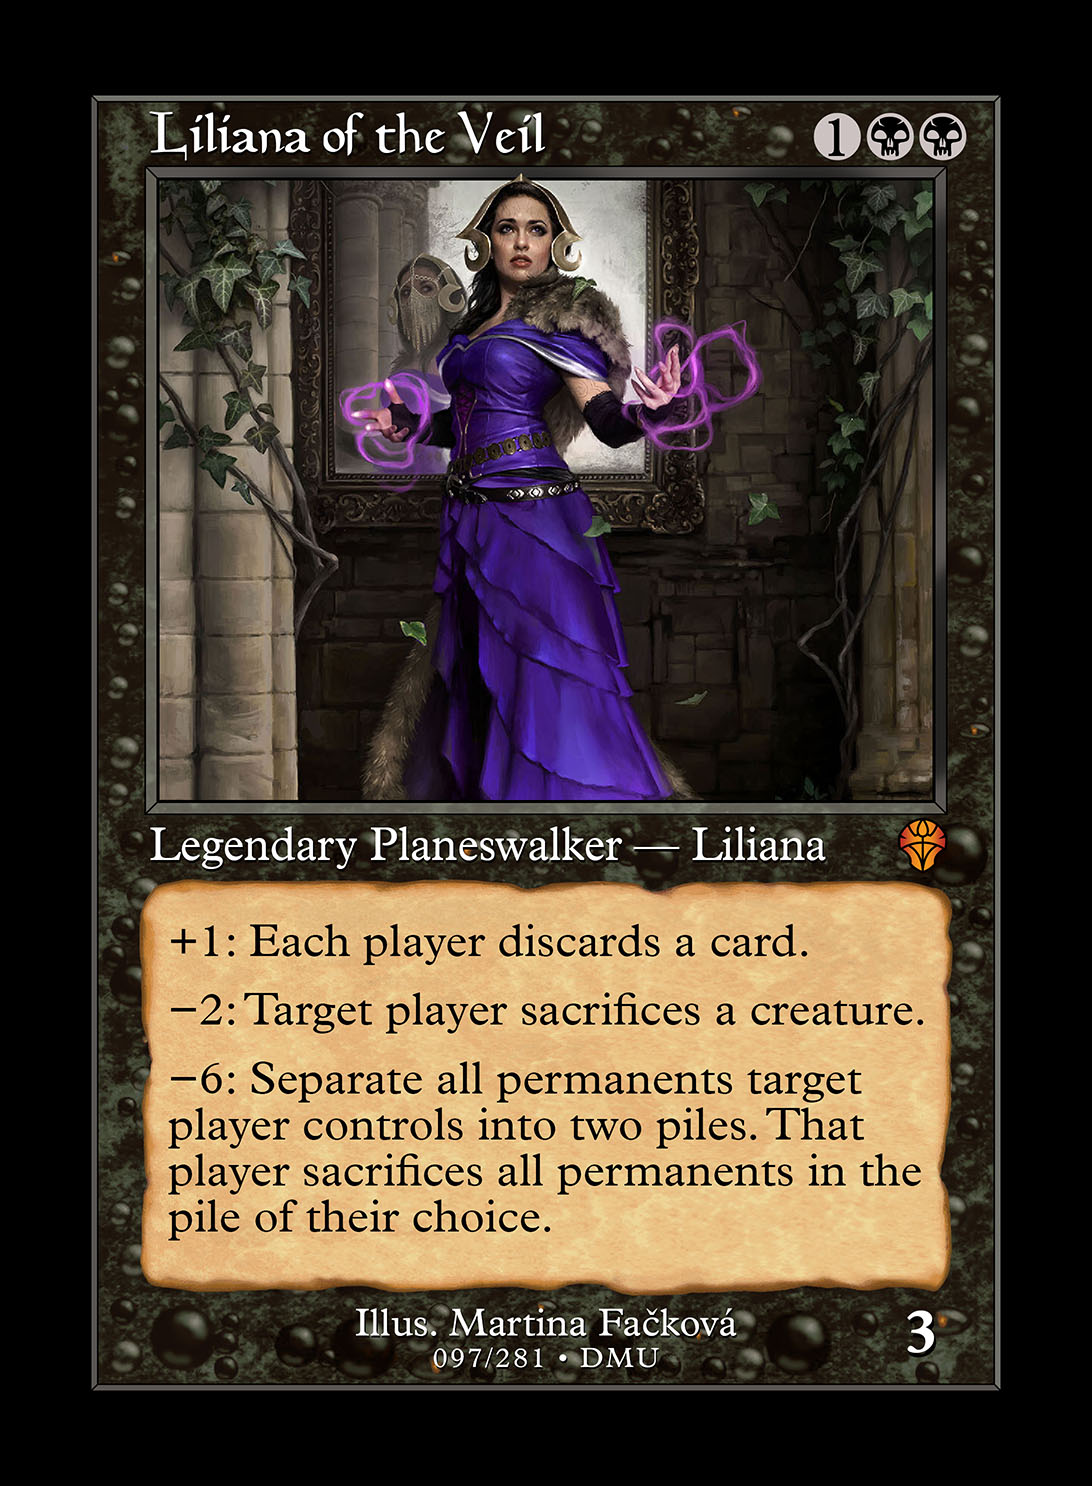 Liliana of the Veil 1
Legendary Planeswalker — Liliana
+1: Each player discards a card.
−2: Target player sacrifices a creature.
−6: Separate all permanents target
player controls into two piles. That
player sacrifices all permanents in the
pile of their choice.
Illus. Martina Fačková
3
097/281 • DMU